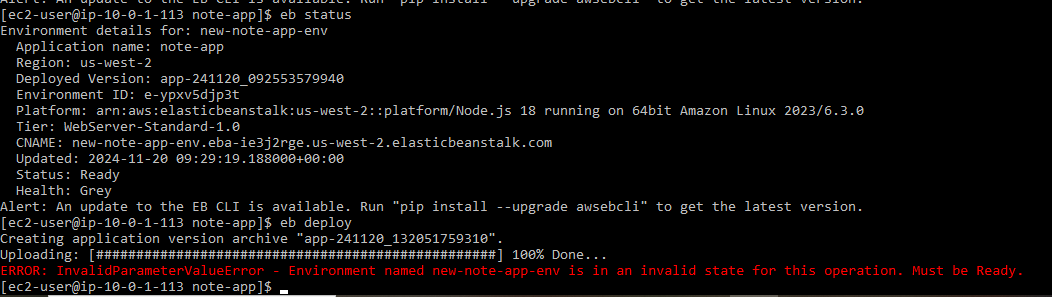 Alert: An update to the EB CLI is available. Run "pip install --upgrade awsebcli" to get the latest version.
[ec2-user@ip-10-0-1-113 note-app]$ eb status
Environment details for: new-note-app-env
  Application name: note-app
  Region: us-west-2
  Deployed Version: app-241120_092553579940
  Environment ID: e-ypxv5djp3t
  Platform: arn:aws:elasticbeanstalk:us-west-2::platform/Node.js 18 running on 64bit Amazon Linux 2023/6.3.0
  Tier: WebServer-Standard-1.0
  CNAME: new-note-app-env.eba-ie3j2rge.us-west-2.elasticbeanstalk.com
  Updated: 2024-11-20 09:29:19.188000+00:00
  Status: Ready
  Health: Grey
Alert: An update to the EB CLI is available. Run "pip install --upgrade awsebcli" to get the latest version.
[ec2-user@ip-10-0-1-113 note-app]$ eb deploy
Creating application version archive "app-241120_132051759310".
Uploading: [##################################################] 100% Done...
ERROR: InvalidParameterValueError - Environment named new-note-app-env is in an invalid state for this operation. Must be Ready.
[ec2-user@ip-10-0-1-113 note-app]$